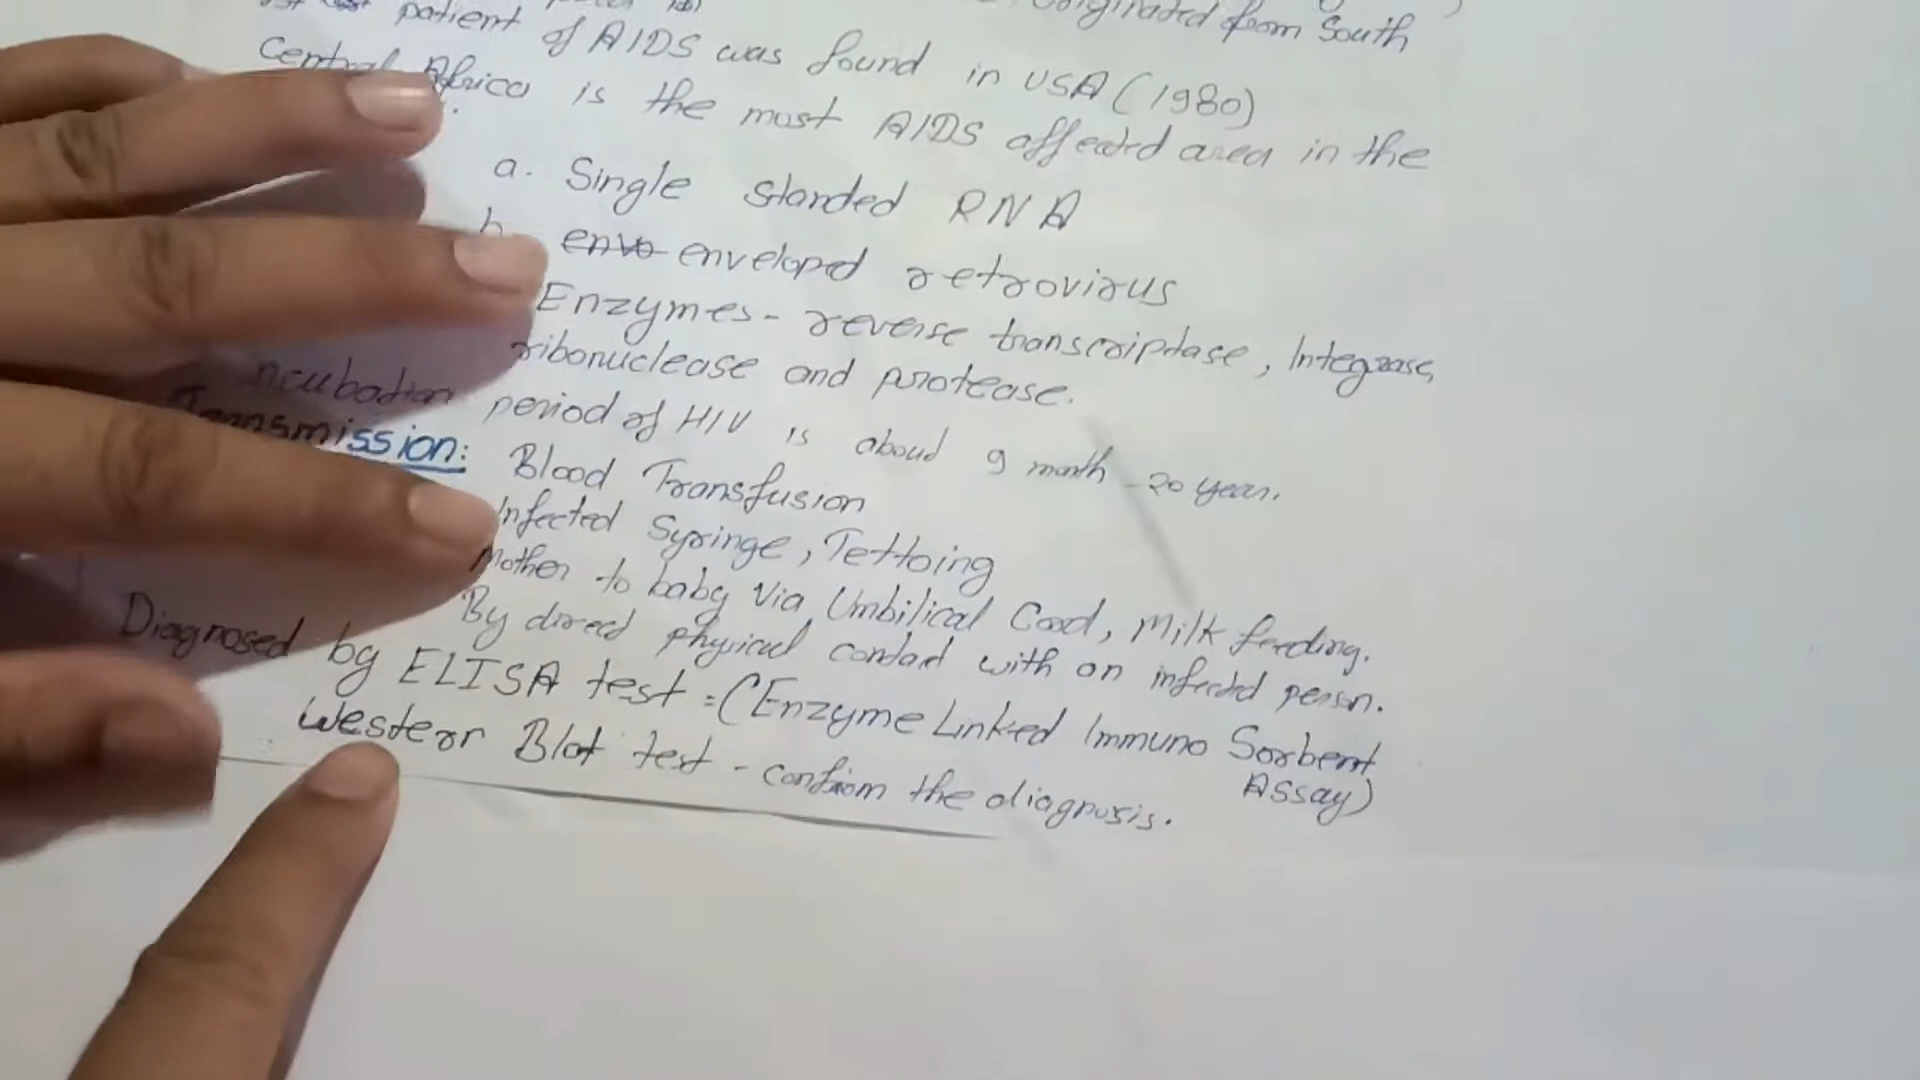 originated from South
patient of AIDS was found in USA (1980)
Central Africa is the most AIDS affected area in the
a. Single standed RNA
b envo enveloped retrovirus
Enzymes - reverse transcriptase, Integrase,
ribonuclease and protease.
ncubation period of HIV is about 9 month - 20 year.
Transmission: Blood Transfusion
Infected Syringe, Tettoing
Mother to baby via Umbilical Cord, Milk feeding.
By direct physical contact with an infected person.
Diagnosed by ELISA test = (Enzyme Linked Immuno Sorbent
Assay)
Western Blot test - confirm the diagnosis.